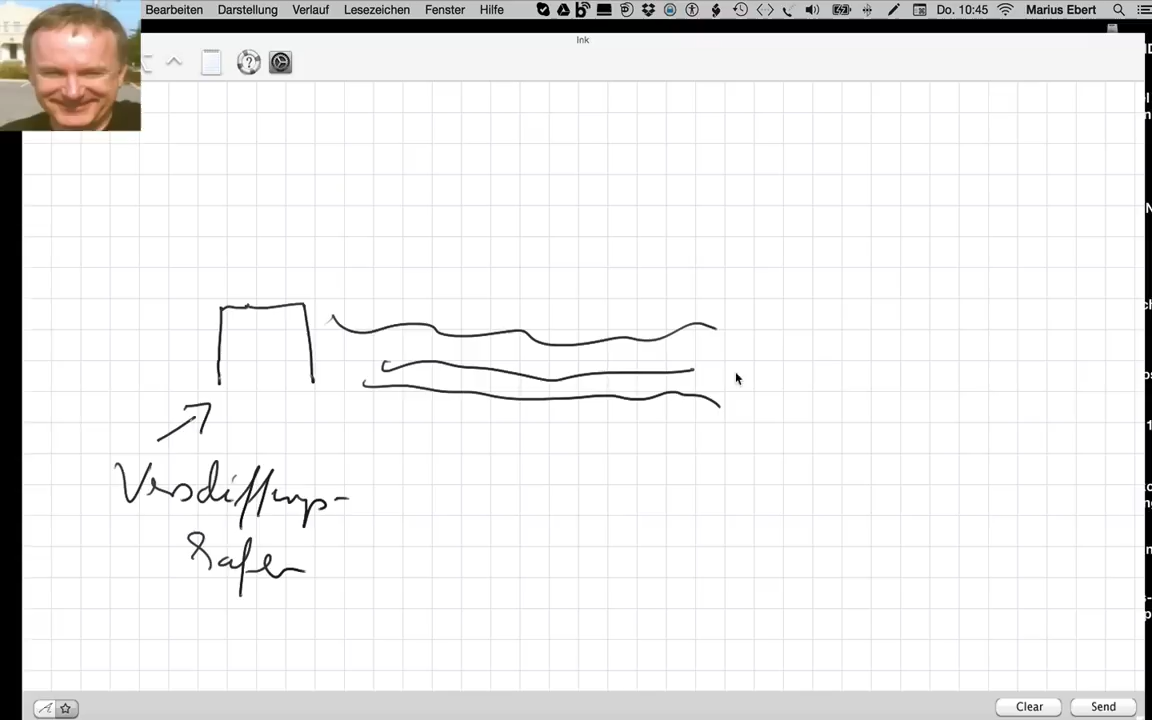 Bearbeiten Darstellung Verlauf Lesezeichen Fenster Hilfe Do. 10:45 Marius Ebert
Ink
Verschiffungs-
hafen
Clear Send